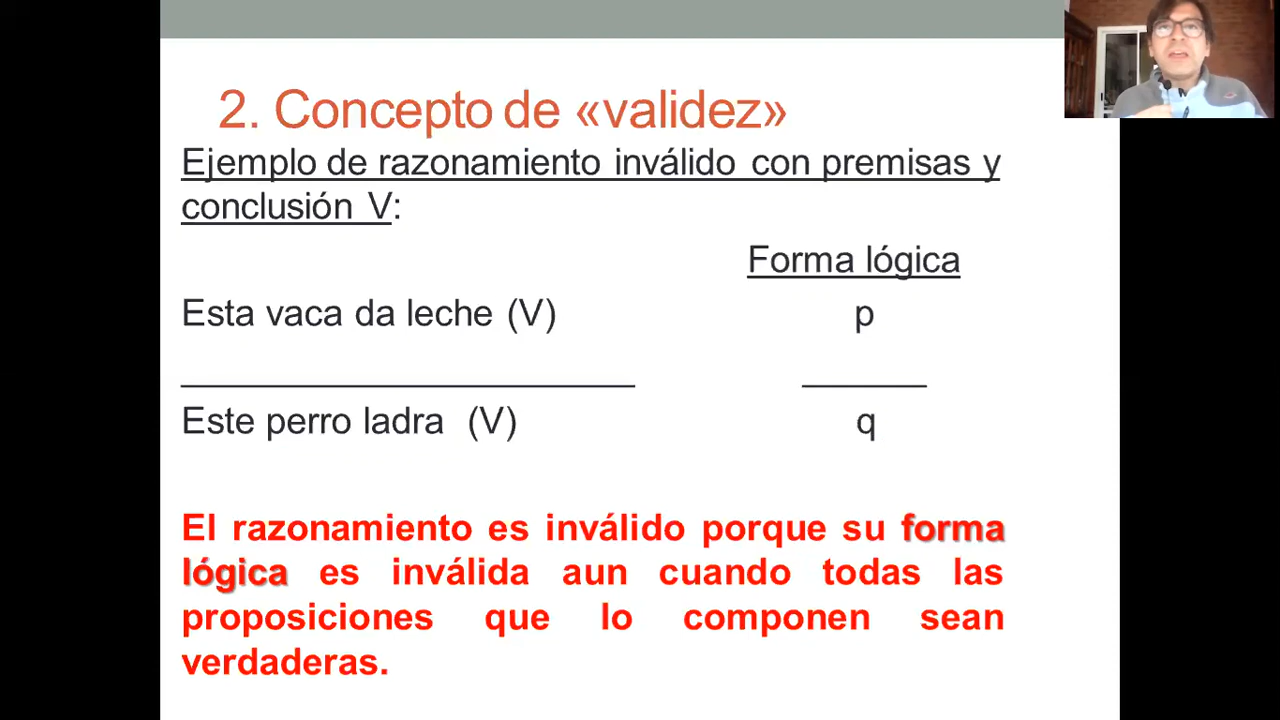 2. Concepto de «validez»
Ejemplo de razonamiento inválido con premisas y
conclusión V:
Forma lógica
Esta vaca da leche (V) p
Este perro ladra (V) q
El razonamiento es inválido porque su forma
lógica es inválida aun cuando todas las
proposiciones que lo componen sean
verdaderas.